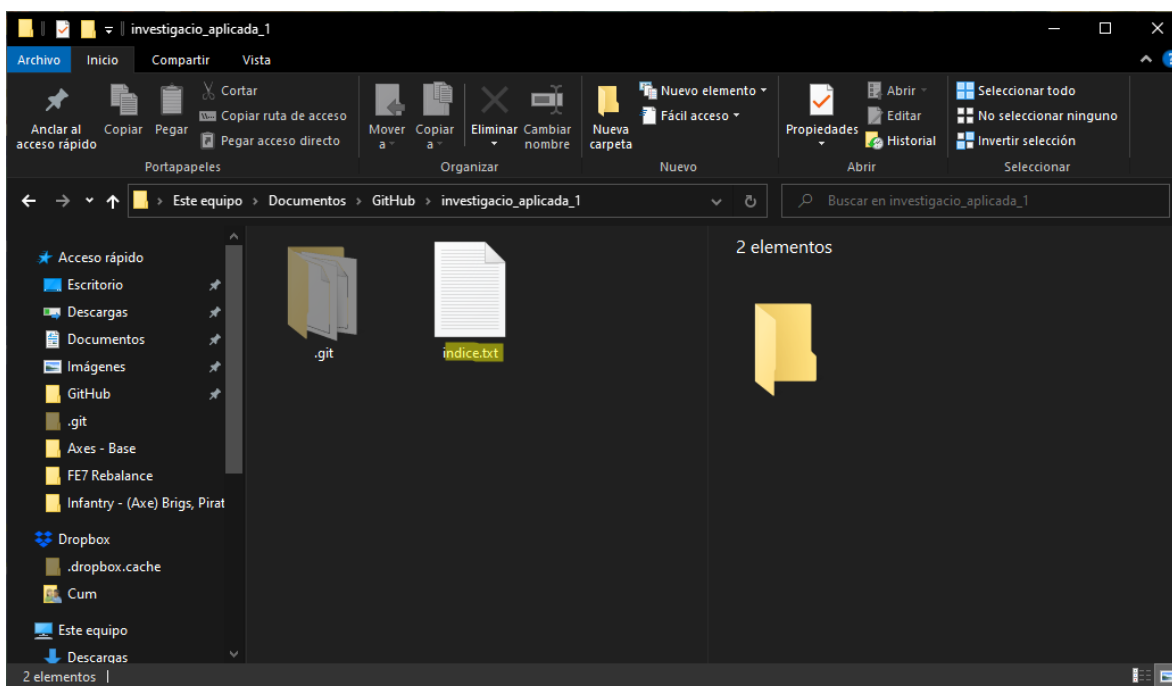 investigacio_aplicada_1
Archivo Inicio Compartir Vista
Anclar al acceso rápido
Copiar
Pegar
Cortar
Copiar ruta de acceso
Pegar acceso directo
Portapapeles
Mover a
Copiar a
Eliminar
Cambiar nombre
Organizar
Nueva carpeta
Nuevo elemento
Fácil acceso
Nuevo
Propiedades
Abrir
Editar
Historial
Abrir
Seleccionar todo
No seleccionar ninguno
Invertir selección
Seleccionar
Este equipo > Documentos > GitHub > investigacio_aplicada_1
Buscar en investigacio_aplicada_1
Acceso rápido
Escritorio
Descargas
Documentos
Imágenes
GitHub
.git
Axes - Base
FE7 Rebalance
Infantry - (Axe) Brigs, Pirat
Dropbox
.dropbox.cache
Cum
Este equipo
Descargas
.git
indice.txt
2 elementos
2 elementos